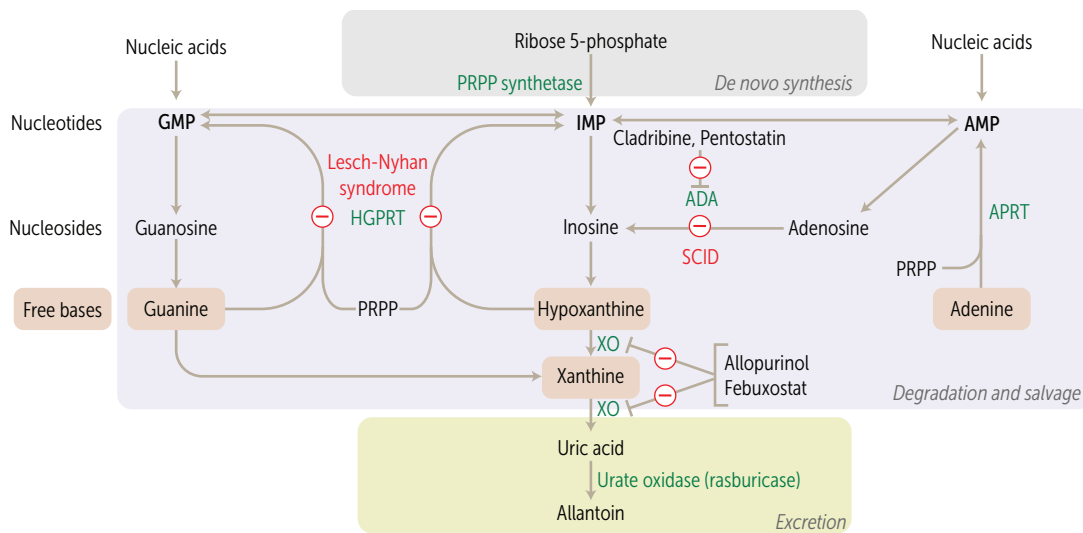 Nucleic acids
Ribose 5-phosphate
Nucleic acids
PRPP synthetase
De novo synthesis
Nucleotides
GMP
IMP
AMP
Cladribine, Pentostatin
Lesch-Nyhan
syndrome
HGPRT
ADA
APRT
Nucleosides
Guanosine
Inosine
Adenosine
SCID
PRPP
Free bases
Guanine
PRPP
Hypoxanthine
Adenine
XO
Allopurinol
Febuxostat
Xanthine
Degradation and salvage
XO
Uric acid
Urate oxidase (rasburicase)
Allantoin
Excretion